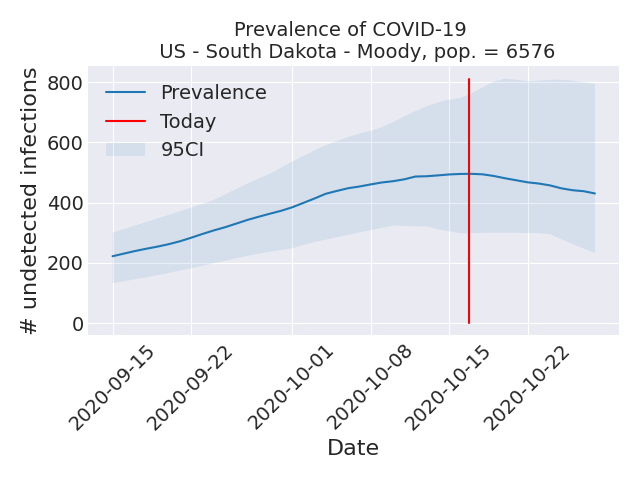 Prevalence of COVID-19
US - South Dakota - Moody, pop. = 6576
# undetected infections
800
600
400
200
0
Prevalence
Today
95CI
2020-09-15
2020-09-22
2020-10-01
2020-10-08
2020-10-15
2020-10-22
Date